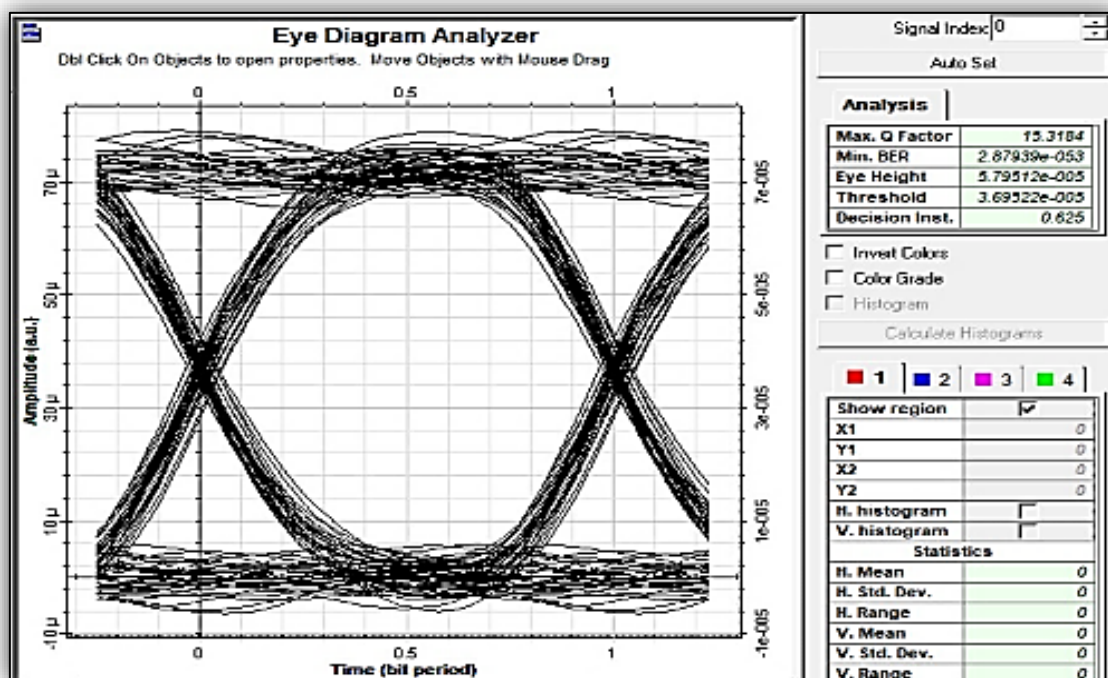 Eye Diagram Analyzer
Dbl Click On Objects to open properties. Move Objects with Mouse Drag
0 0.5 1
Amplitude (a.u.)
70 µ
50 µ
30 µ
10 µ
-10 µ
7e-005
5e-005
3e-005
1e-005
-1e-005
0 0.5 1
Time (bit period)
Signal Index: 0
Auto Set
Analysis
Max. Q Factor 15.3184
Min. BER 2.87939e-053
Eye Height 5.79512e-005
Threshold 3.69522e-005
Decision Inst. 0.625
Invert Colors
Color Grade
Histogram
Calculate Histograms
1 2 3 4
Show region
X1 0
Y1 0
X2 0
Y2 0
H. histogram
V. histogram
Statistics
H. Mean 0
H. Std. Dev. 0
H. Range 0
V. Mean 0
V. Std. Dev. 0
V. Range 0